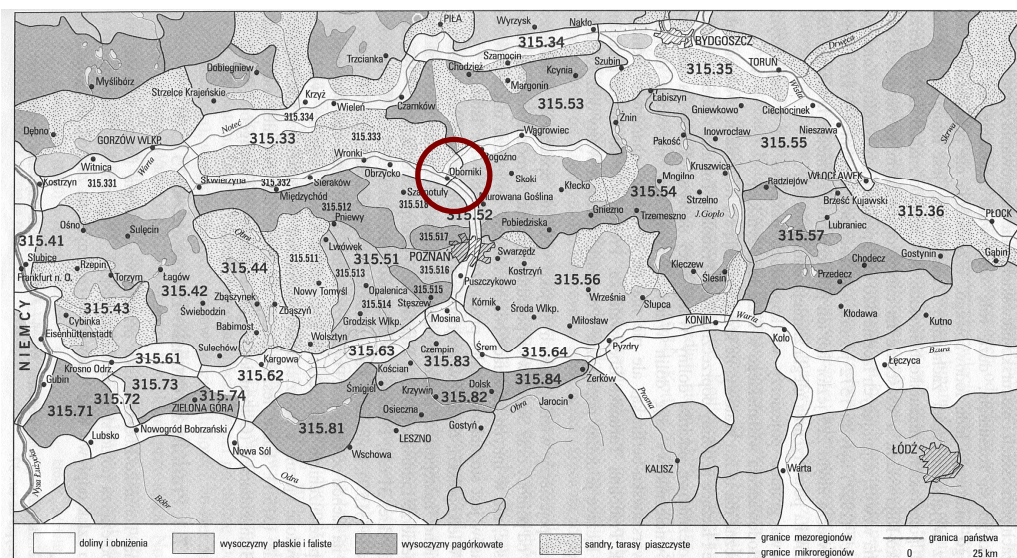 PIŁA
Wyrzysk
Nakło
315.34
BYDGOSZCZ
Drwęca
Trzcianka
Szamocin
Szubin
TORUŃ
Dobiegniew
Chodzież
Kcynia
315.35
Myślibórz
Margonin
Wisła
Strzelce Krajeńskie
Krzyż
Wieleń
Czarnków
315.53
Łabiszyn
Gniewkowo
Ciechocinek
315.334
Noteć
Żnin
Nieszawa
Skrwa
Dębno
315.33
315.333
Wągrowiec
Pakość
Inowrocław
315.55
GORZÓW WLKP.
Wronki
Rogoźno
Kruszwica
Witnica
Warta
Obrzycko
Oborniki
Skoki
Mogilno
Radziejów
WŁOCŁAWEK
Kostrzyn
315.331
Skwierzyna
315.332
Sieraków
Szamotuły
Kłecko
315.54
Strzelno
Brześć Kujawski
Międzychód
315.518
Murowana Goślina
315.512
315.52
Gniezno
Trzemeszno
J.Gopło
Lubraniec
315.36
PŁOCK
Ośno
Sulęcin
Obra
Pniewy
Pobiedziska
315.57
315.41
Lwówek
315.517
Gostynin
Słubice
Rzepin
315.44
315.511
315.51
POZNAŃ
Swarzędz
Chodecz
Gąbin
Frankfurt n. O.
Torzym
Łagów
315.513
315.516
Kostrzyń
Kleczew
Ślesin
Przedecz
315.42
Zbąszynek
Nowy Tomyśl
Opalenica
315.515
Puszczykowo
315.56
315.43
Świebodzin
Zbąszyń
315.514
Stęszew
Kórnik
Środa Wlkp.
Września
Słupca
Kłodawa
Kutno
Cybinka
Babimost
Grodzisk Wlkp.
Mosina
Miłosław
KONIN
Warta
NIEMCY
Eisenhüttenstadt
Wolsztyn
Koło
Sulechów
315.63
Czempin
Śrem
315.64
Pyzdry
315.61
Kargowa
Kościan
315.83
Bzura
Krosno Odrz.
315.62
Łęczyca
Gubin
315.73
Śmigiel
Krzywin
Dolsk
315.84
Żerków
315.72
315.74
315.82
Prosna
315.71
ZIELONA GÓRA
Osieczna
Obra
Jarocin
Nowogród Bobrzański
315.81
LESZNO
Gostyń
Lubsko
Nowa Sól
Wschowa
ŁÓDŹ
KALISZ
Warta
Nysa Łużycka
Bóbr
Odra
doliny i obniżenia
wysoczyzny płaskie i faliste
wysoczyzny pagórkowate
sandry, tarasy piaszczyste
granice mezoregionów
granice mikroregionów
granica państwa
0 25 km